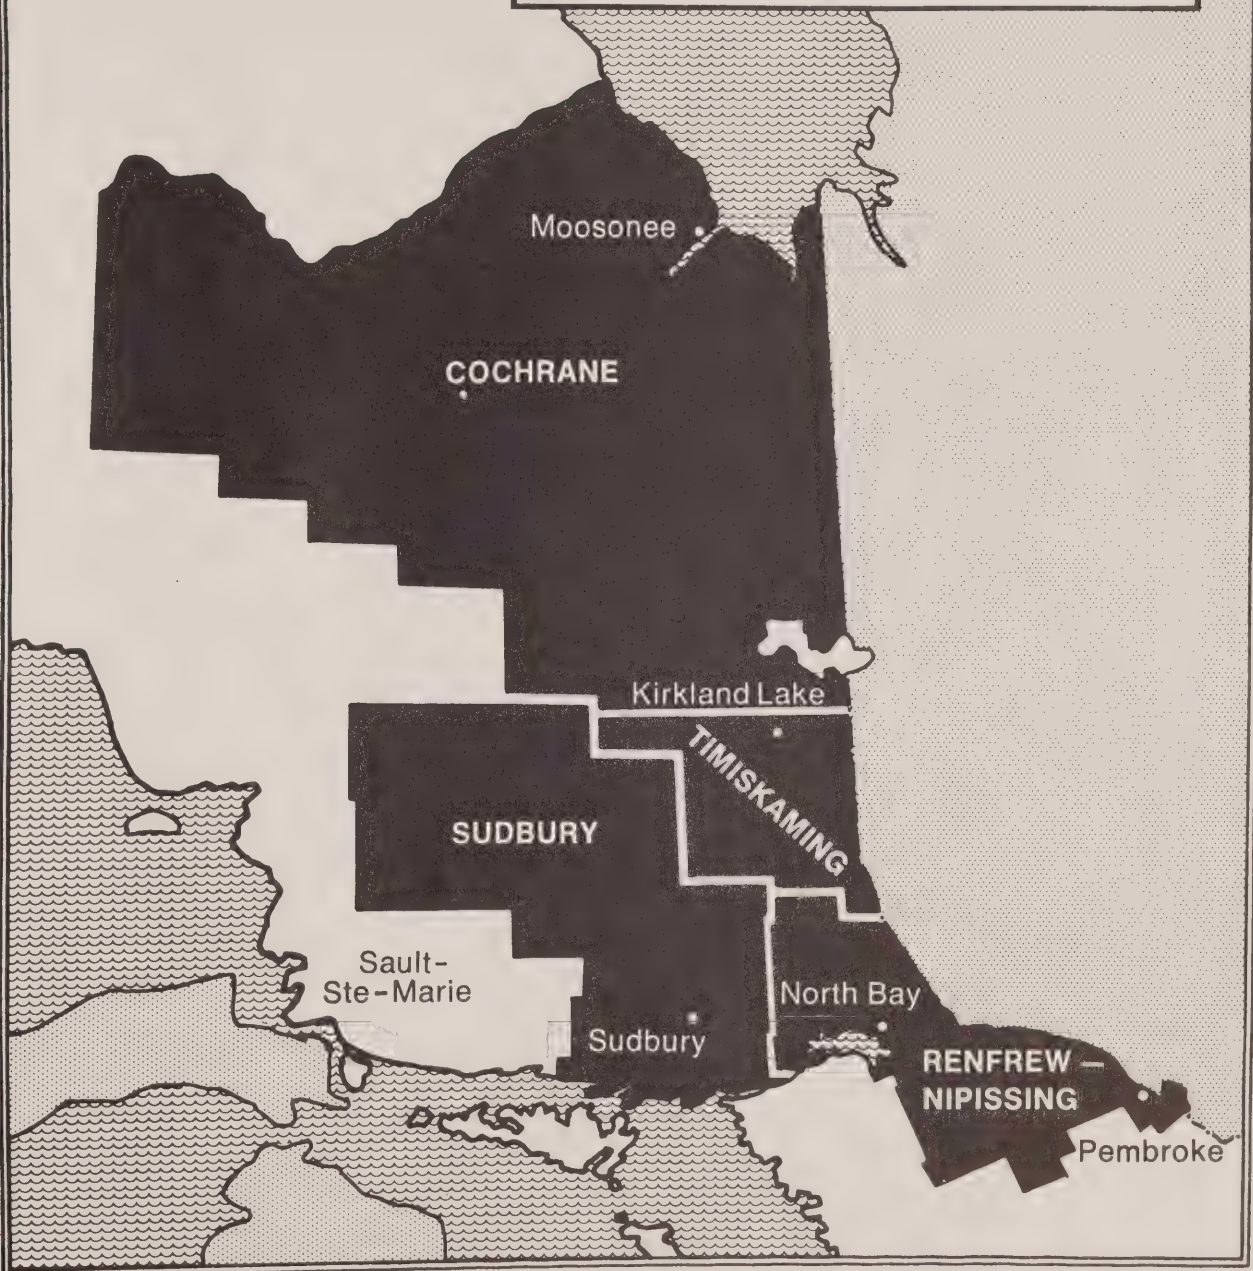 Moosonee
COCHRANE
Kirkland Lake
TIMISKAMING
SUDBURY
Sault-
Ste-Marie
North Bay
Sudbury
RENFREW —
NIPISSING
Pembroke